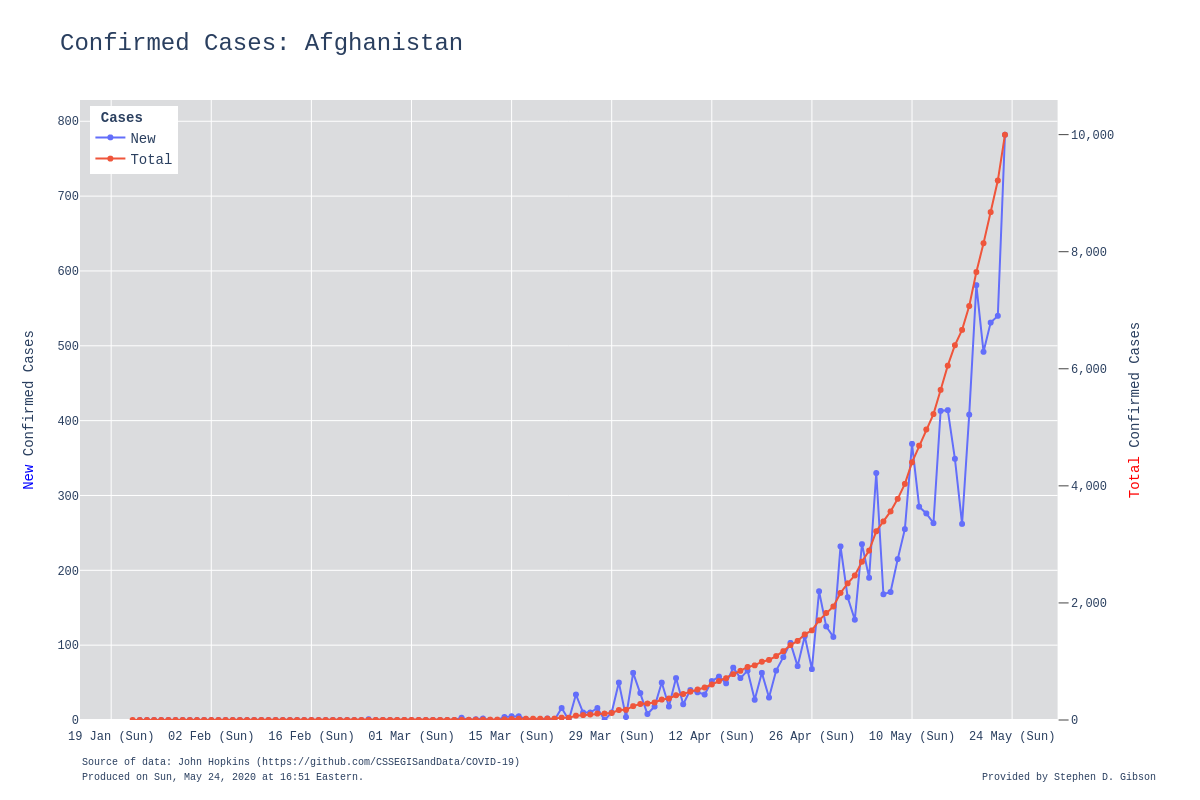 Confirmed Cases: Afghanistan
Cases
New
Total
800
700
600
500
400
300
200
100
0
10,000
8,000
6,000
4,000
2,000
0
New Confirmed Cases
Total Confirmed Cases
19 Jan (Sun) 02 Feb (Sun) 16 Feb (Sun) 01 Mar (Sun) 15 Mar (Sun) 29 Mar (Sun) 12 Apr (Sun) 26 Apr (Sun) 10 May (Sun) 24 May (Sun)
Source of data: John Hopkins (https://github.com/CSSEGISandData/COVID-19)
Produced on Sun, May 24, 2020 at 16:51 Eastern.
Provided by Stephen D. Gibson